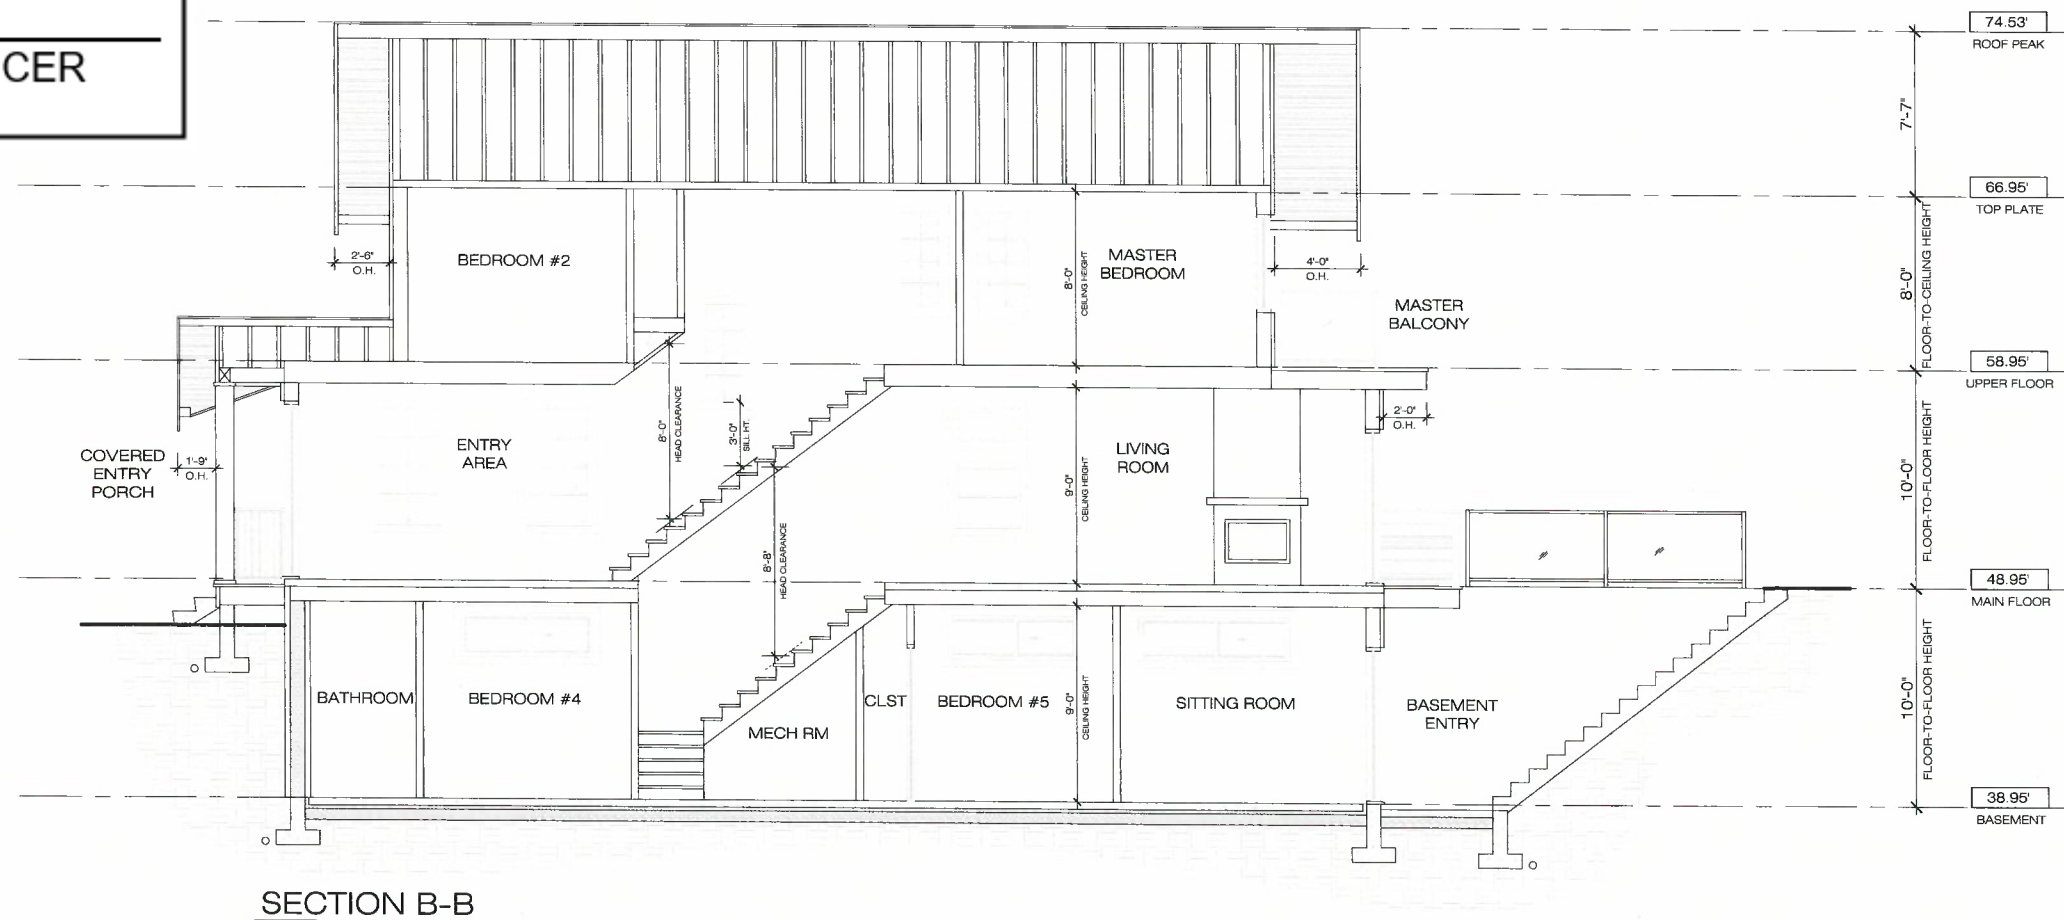 CER
74.53'
ROOF PEAK
7'-7"
66.95'
TOP PLATE
2'-6"
O.H.
BEDROOM #2
8'-0"
CEILING HEIGHT
MASTER
BEDROOM
4'-0"
O.H.
MASTER
BALCONY
8'-0"
FLOOR-TO-CEILING HEIGHT
58.95'
UPPER FLOOR
COVERED
ENTRY
PORCH
1'-9"
O.H.
ENTRY
AREA
8'-0"
HEAD CLEARANCE
3'-0"
SILL HT.
9'-0"
CEILING HEIGHT
LIVING
ROOM
2'-0"
O.H.
10'-0"
FLOOR-TO-FLOOR HEIGHT
8'-8"
HEAD CLEARANCE
48.95'
MAIN FLOOR
BATHROOM
BEDROOM #4
MECH RM
CLST
BEDROOM #5
9'-0"
CEILING HEIGHT
SITTING ROOM
BASEMENT
ENTRY
10'-0"
FLOOR-TO-FLOOR HEIGHT
38.95'
BASEMENT
SECTION B-B